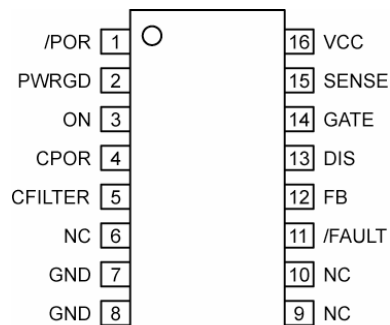 /POR 1 16 VCC
PWRGD 2 15 SENSE
ON 3 14 GATE
CPOR 4 13 DIS
CFILTER 5 12 FB
NC 6 11 /FAULT
GND 7 10 NC
GND 8 9 NC